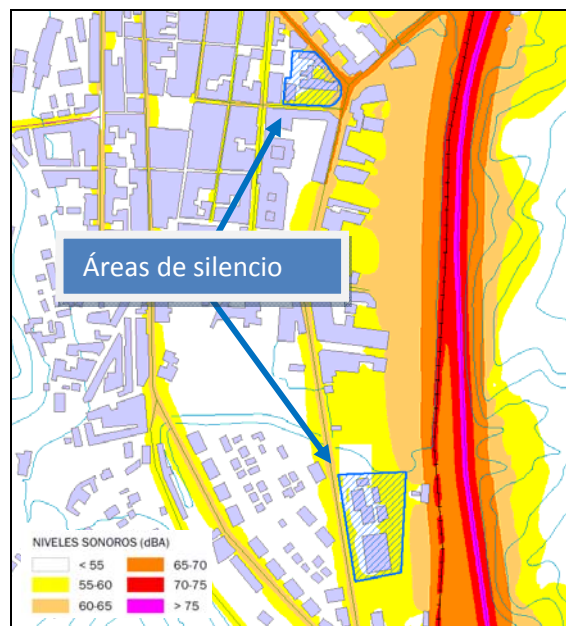 Áreas de silencio
NIVELES SONOROS (dBA)
< 55 65-70
55-60 70-75
60-65 > 75